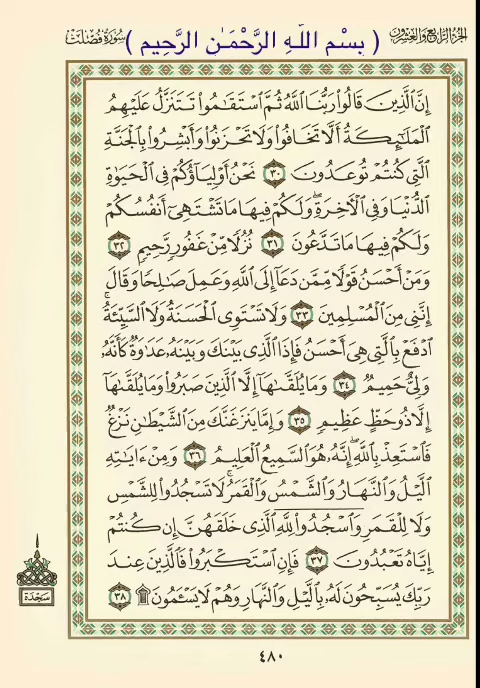 الجزء الرابع والعشرون
( بِسْمِ اللَّهِ الرَّحْمَٰنِ الرَّحِيمِ )
سورة فصلت
إِنَّ ٱلَّذِينَ قَالُوا۟ رَبُّنَا ٱللَّهُ ثُمَّ ٱسْتَقَٰمُوا۟ تَتَنَزَّلُ عَلَيْهِمُ
ٱلْمَلَٰٓئِكَةُ أَلَّا تَخَافُوا۟ وَلَا تَحْزَنُوا۟ وَأَبْشِرُوا۟ بِٱلْجَنَّةِ
ٱلَّتِى كُنتُمْ تُوعَدُونَ ٣٠ نَحْنُ أَوْلِيَآؤُكُمْ فِى ٱلْحَيَوٰةِ
ٱلدُّنْيَا وَفِى ٱلْـَٔاخِرَةِ ۖ وَلَكُمْ فِيهَا مَا تَشْتَهِىٓ أَنفُسُكُمْ
وَلَكُمْ فِيهَا مَا تَدَّعُونَ ٣١ نُزُلًا مِّنْ غَفُورٍ رَّحِيمٍ ٣٢
وَمَنْ أَحْسَنُ قَوْلًا مِّمَّن دَعَآ إِلَى ٱللَّهِ وَعَمِلَ صَٰلِحًا وَقَالَ
إِنَّنِى مِنَ ٱلْمُسْلِمِينَ ٣٣ وَلَا تَسْتَوِى ٱلْحَسَنَةُ وَلَا ٱلسَّيِّئَةُ ۚ
ٱدْفَعْ بِٱلَّتِى هِىَ أَحْسَنُ فَإِذَا ٱلَّذِى بَيْنَكَ وَبَيْنَهُۥ عَدَٰوَةٌ كَأَنَّهُۥ
وَلِىٌّ حَمِيمٌ ٣٤ وَمَا يُلَقَّىٰهَآ إِلَّا ٱلَّذِينَ صَبَرُوا۟ وَمَا يُلَقَّىٰهَآ
إِلَّا ذُو حَظٍّ عَظِيمٍ ٣٥ وَإِمَّا يَنزَغَنَّكَ مِنَ ٱلشَّيْطَٰنِ نَزْغٌ
فَٱسْتَعِذْ بِٱللَّهِ ۖ إِنَّهُۥ هُوَ ٱلسَّمِيعُ ٱلْعَلِيمُ ٣٦ وَمِنْ ءَايَٰتِهِ
ٱلَّيْلُ وَٱلنَّهَارُ وَٱلشَّمْسُ وَٱلْقَمَرُ ۚ لَا تَسْجُدُوا۟ لِلشَّمْسِ
وَلَا لِلْقَمَرِ وَٱسْجُدُوا۟ لِلَّهِ ٱلَّذِى خَلَقَهُنَّ إِن كُنتُمْ
إِيَّاهُ تَعْبُدُونَ ٣٧ فَإِنِ ٱسْتَكْبَرُوا۟ فَٱلَّذِينَ عِندَ
رَبِّكَ يُسَبِّحُونَ لَهُۥ بِٱلَّيْلِ وَٱلنَّهَارِ وَهُمْ لَا يَسْـَٔمُونَ ۩ ٣٨
سجدة
٤٨٠